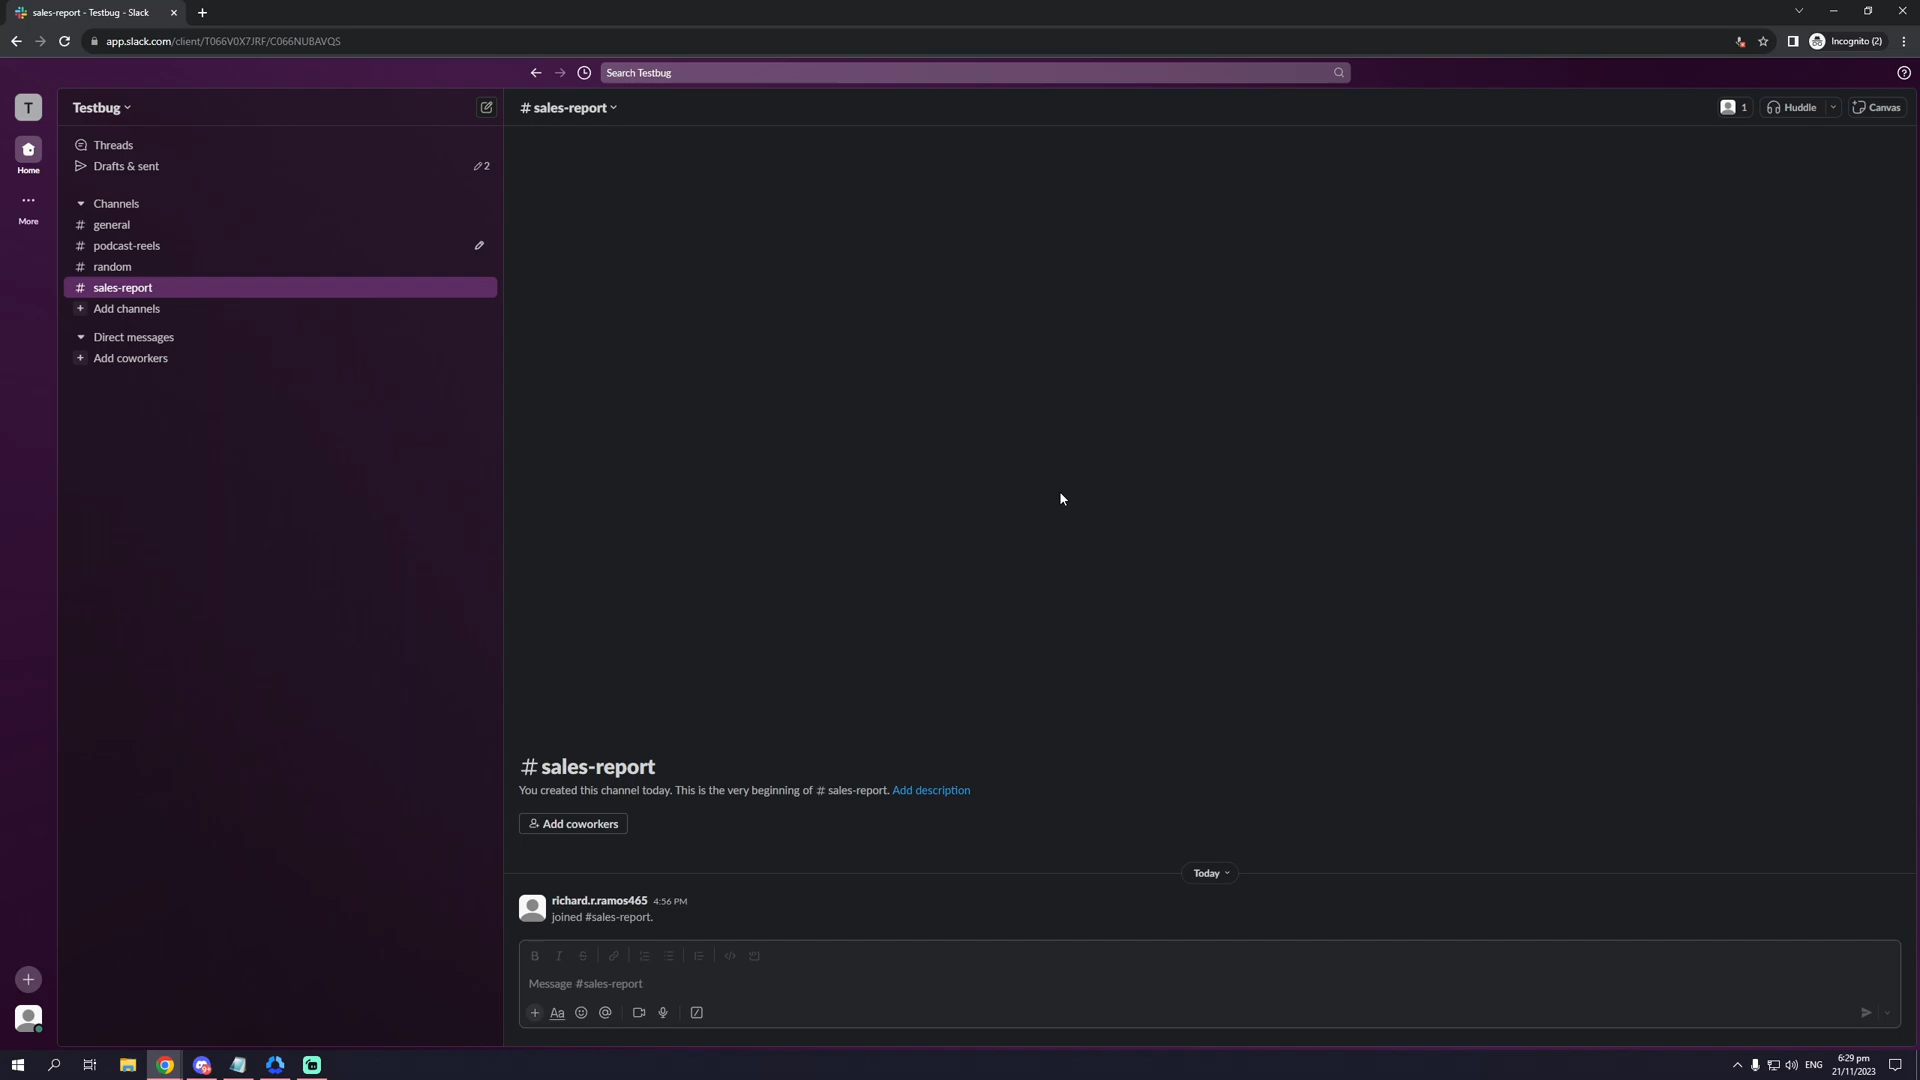 sales-report - Testbug - Slack
app.slack.com/client/T066V0X7JRF/C066NUBAVQS
Incognito (2)
Search Testbug
T
Testbug
# sales-report
1
Huddle
Canvas
Home
More
Threads
Drafts & sent
2
Channels
# general
# podcast-reels
# random
# sales-report
+ Add channels
Direct messages
+ Add coworkers
# sales-report
You created this channel today. This is the very beginning of # sales-report. Add description
Add coworkers
Today
richard.r.ramos465 4:56 PM
joined #sales-report.
B I S
Message #sales-report
+ Aa @
9+
ENG
6:29 pm
21/11/2023